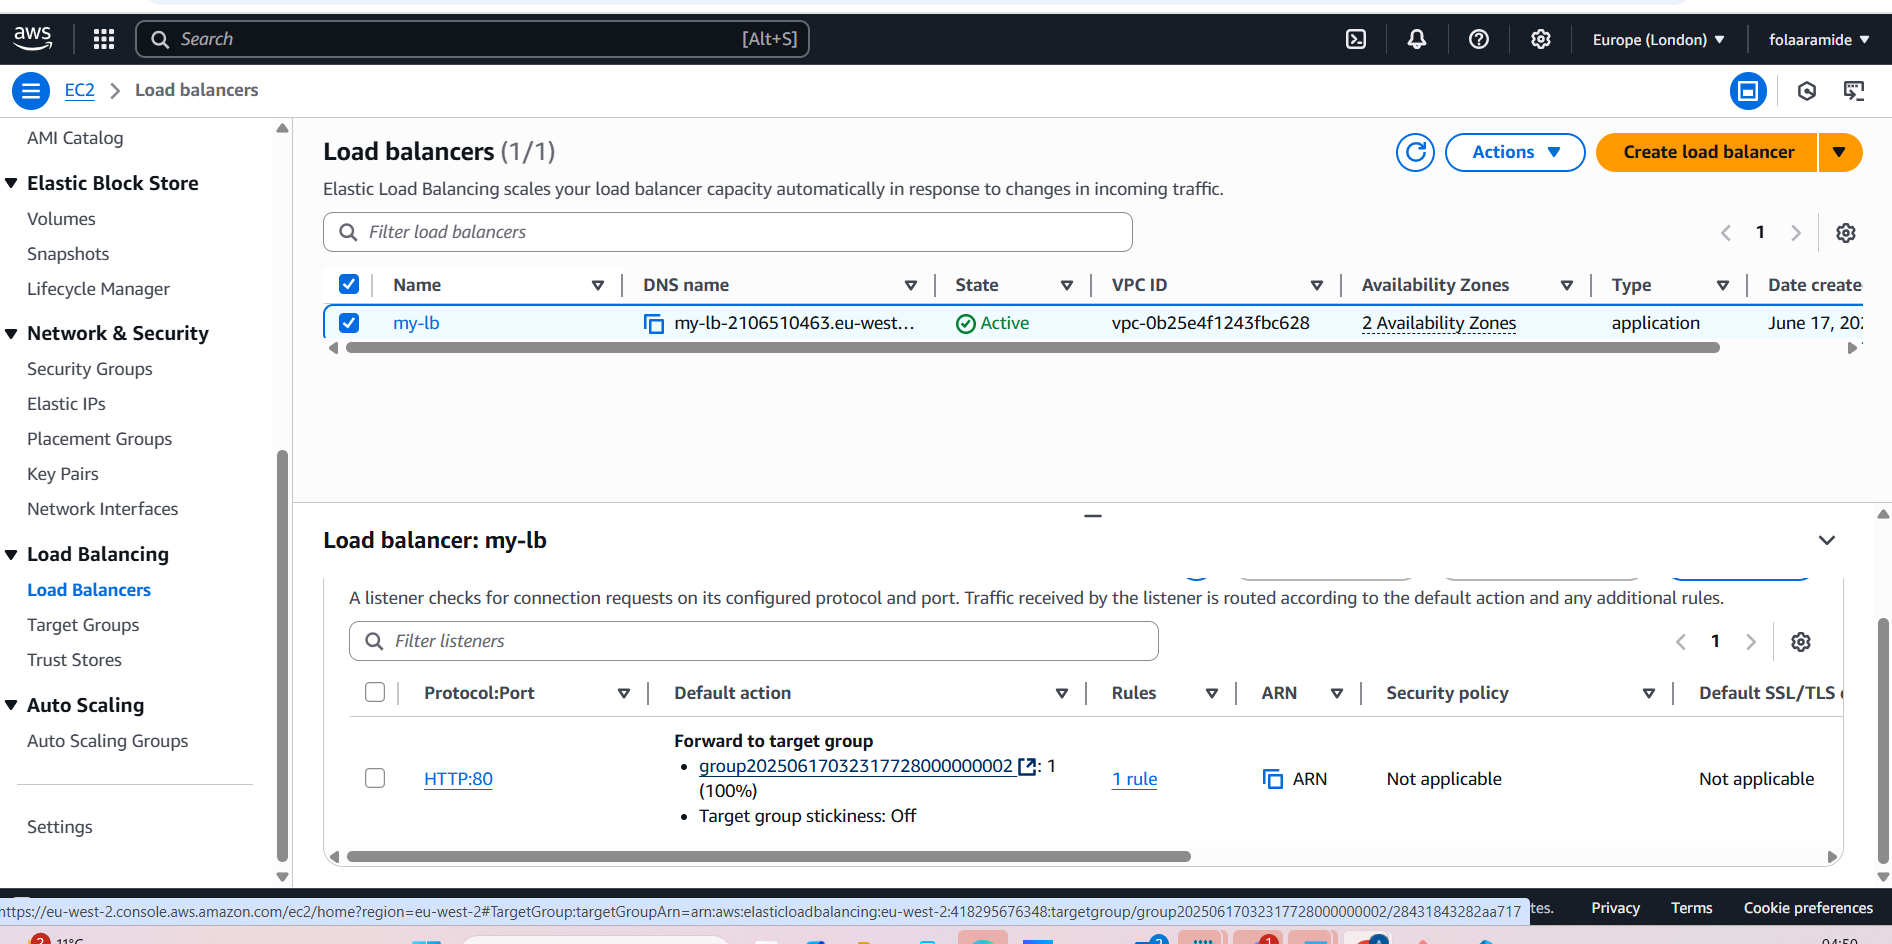 aws
Search
[Alt+S]
Europe (London)
folaaramide
EC2
Load balancers
AMI Catalog
Elastic Block Store
Volumes
Snapshots
Lifecycle Manager
Network & Security
Security Groups
Elastic IPs
Placement Groups
Key Pairs
Network Interfaces
Load Balancing
Load Balancers
Target Groups
Trust Stores
Auto Scaling
Auto Scaling Groups
Settings
Load balancers (1/1)
Actions
Create load balancer
Elastic Load Balancing scales your load balancer capacity automatically in response to changes in incoming traffic.
Filter load balancers
1
Name DNS name State VPC ID Availability Zones Type Date create
my-lb my-lb-2106510463.eu-west... Active vpc-0b25e4f1243fbc628 2 Availability Zones application June 17, 202
Load balancer: my-lb
A listener checks for connection requests on its configured protocol and port. Traffic received by the listener is routed according to the default action and any additional rules.
Filter listeners
1
Protocol:Port Default action Rules ARN Security policy Default SSL/TLS
Forward to target group
• group20250617032317728000000002 : 1
(100%)
• Target group stickiness: Off
HTTP:80 1 rule ARN Not applicable Not applicable
https://eu-west-2.console.aws.amazon.com/ec2/home?region=eu-west-2#TargetGroup:targetGroupArn=arn:aws:elasticloadbalancing:eu-west-2:418295676348:targetgroup/group20250617032317728000000002/28431843282aa717
tes.
Privacy
Terms
Cookie preferences
2
11°C
2
1
04:50